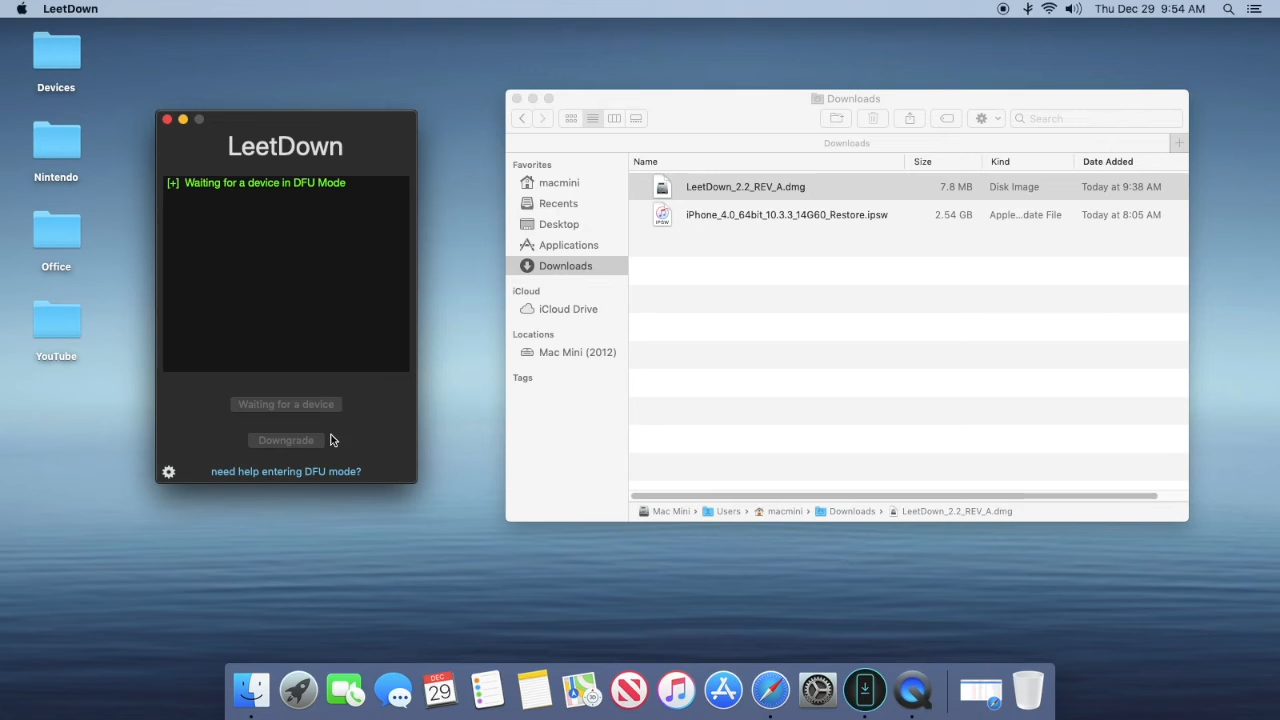 LeetDown
Thu Dec 29 9:54 AM
Devices
Nintendo
Office
YouTube
LeetDown
[+] Waiting for a device in DFU Mode
Waiting for a device
Downgrade
need help entering DFU mode?
Downloads
Search
Downloads
Favorites
macmini
Recents
Desktop
Applications
Downloads
iCloud
iCloud Drive
Locations
Mac Mini (2012)
Tags
Name Size Kind Date Added
LeetDown_2.2_REV_A.dmg 7.8 MB Disk Image Today at 9:38 AM
iPhone_4.0_64bit_10.3.3_14G60_Restore.ipsw 2.54 GB Apple...date File Today at 8:05 AM
IPSW
Mac Mini › Users › macmini › Downloads › LeetDown_2.2_REV_A.dmg
DEC
29